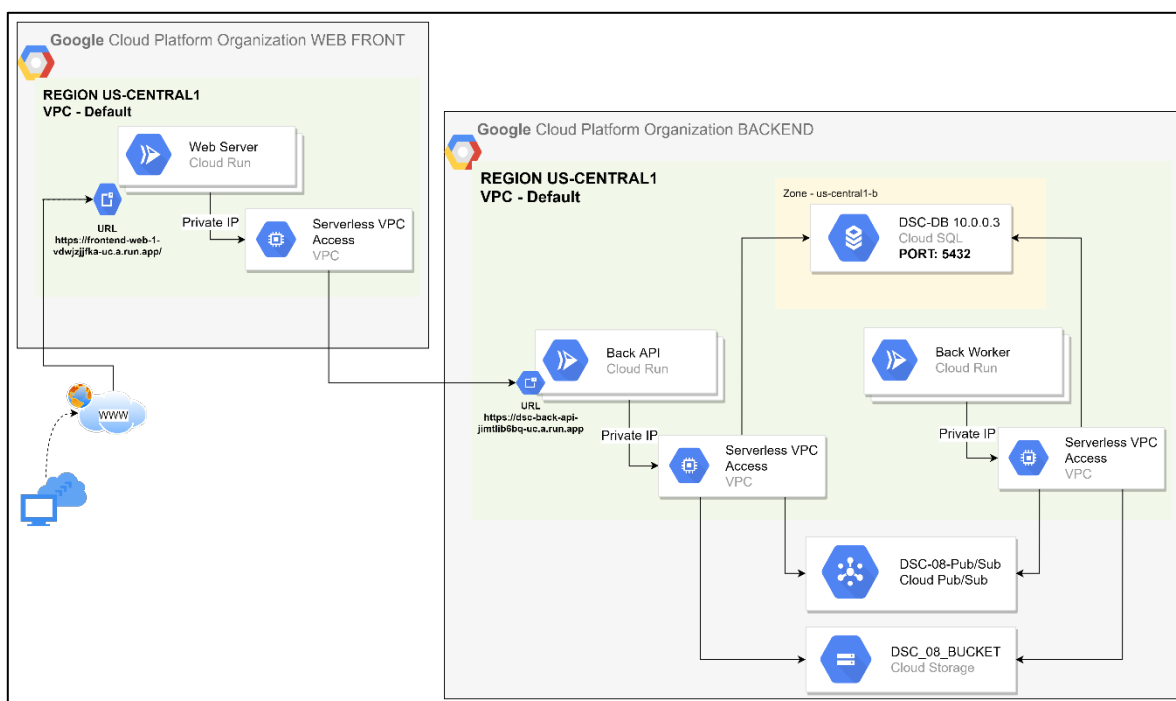 Google Cloud Platform Organization WEB FRONT
REGION US-CENTRAL1
VPC - Default
Web Server
Cloud Run
URL
https://frontend-web-1-
vdwjzjjfka-uc.a.run.app/
Private IP
Serverless VPC
Access
VPC
WWW
Google Cloud Platform Organization BACKEND
REGION US-CENTRAL1
VPC - Default
Zone - us-central1-b
DSC-DB 10.0.0.3
Cloud SQL
PORT: 5432
Back API
Cloud Run
URL
https://dsc-back-api-
jimtlib6bq-uc.a.run.app
Private IP
Serverless VPC
Access
VPC
Back Worker
Cloud Run
Private IP
Serverless VPC
Access
VPC
DSC-08-Pub/Sub
Cloud Pub/Sub
DSC_08_BUCKET
Cloud Storage